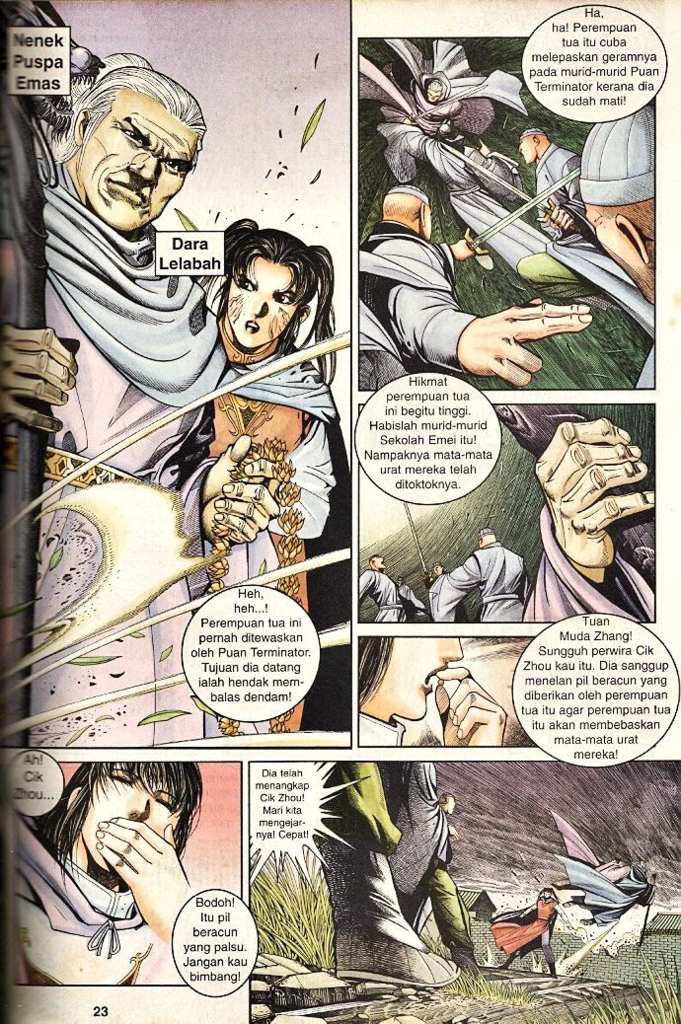 Nenek
Puspa
Emas
Dara
Lelabah
Heh,
heh...!
Perempuan tua ini
pernah ditewaskan
oleh Puan Terminator.
Tujuan dia datang
ialah hendak mem-
balas dendam!
Ha,
ha! Perempuan
tua itu cuba
melepaskan geramnya
pada murid-murid Puan
Terminator kerana dia
sudah mati!
Hikmat
perempuan tua
ini begitu tinggi.
Habislah murid-murid
Sekolah Emei itu!
Nampaknya mata-mata
urat mereka telah
ditoktoknya.
Tuan
Muda Zhang!
Sungguh perwira Cik
Zhou kau itu. Dia sanggup
menelan pil beracun yang
diberikan oleh perempuan
tua itu agar perempuan tua
itu akan membebaskan
mata-mata urat
mereka!
Ah!
Cik
Zhou...
Bodoh!
Itu pil
beracun
yang palsu.
Jangan kau
bimbang!
Dia telah
menangkap
Cik Zhou!
Mari kita
mengejar-
nya! Cepat!
23